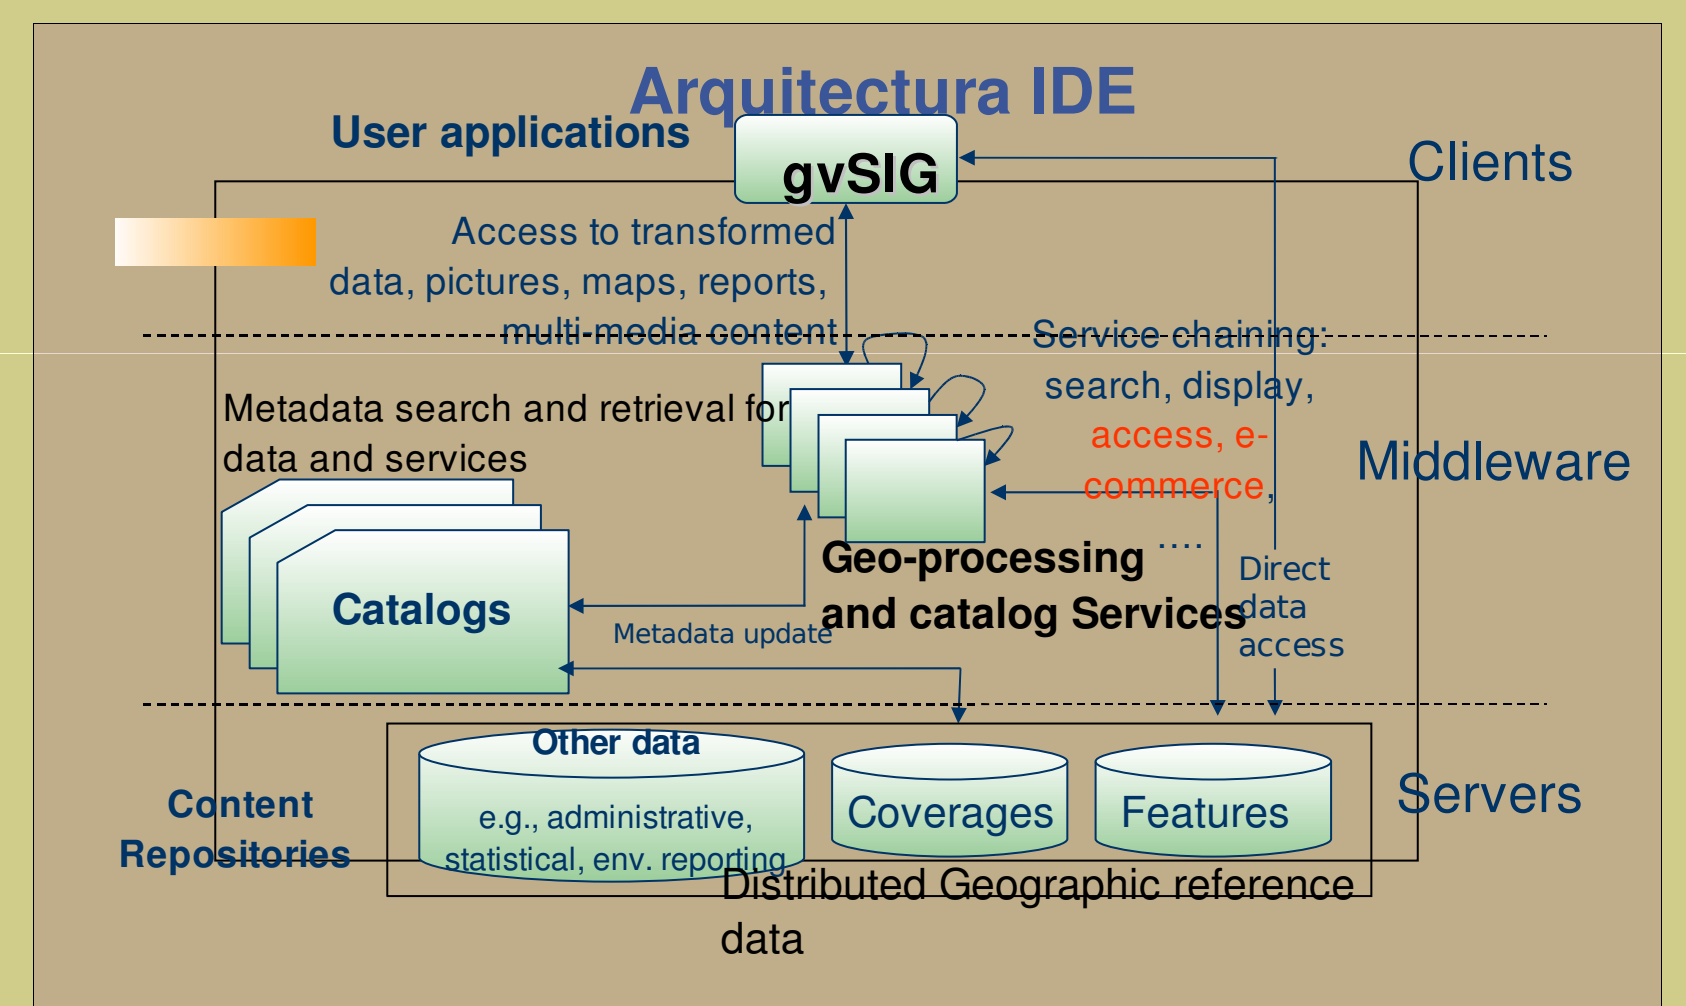 Arquitectura IDE
User applications
gvSIG
Clients
Access to transformed
data, pictures, maps, reports,
multi-media content
Service chaining:
search, display,
access, e-
commerce,
....
Metadata search and retrieval for
data and services
Middleware
Catalogs
Geo-processing
and catalog Services
Metadata update
Direct
data
access
Other data
e.g., administrative,
statistical, env. reporting
Coverages
Features
Servers
Content
Repositories
Distributed Geographic reference
data